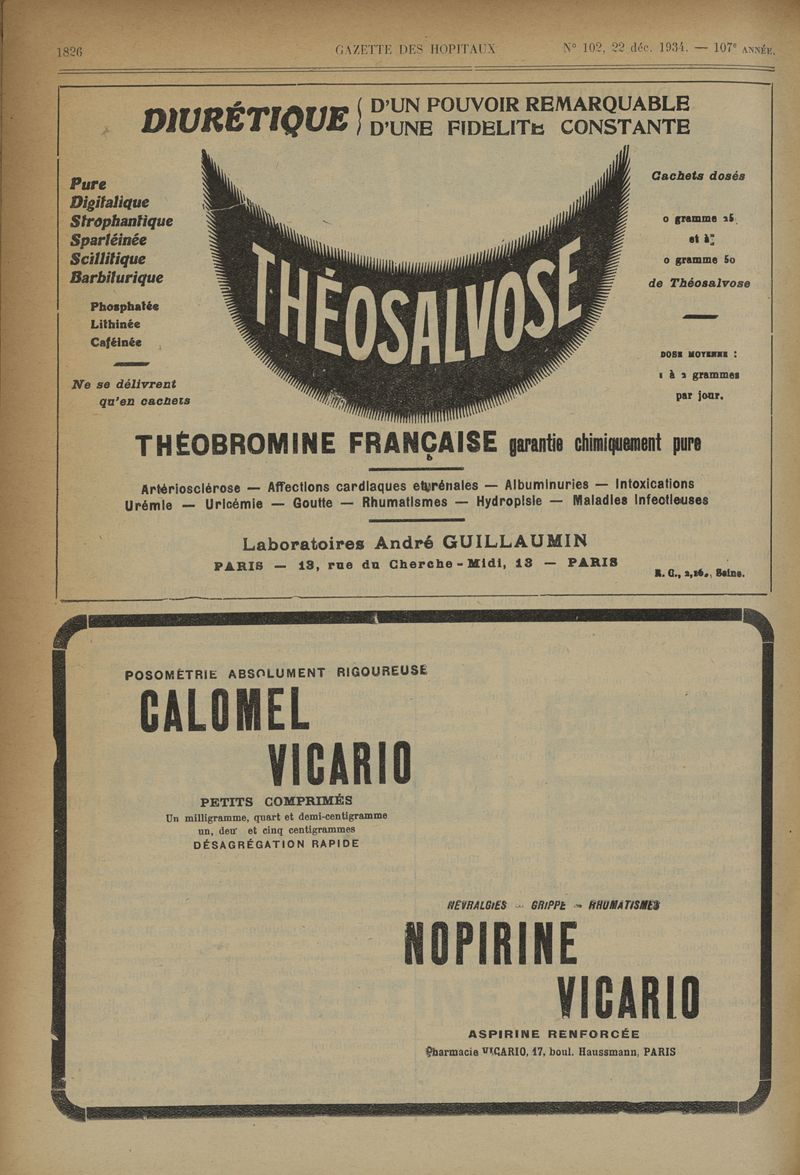 1826
GAZETTE DES HOPITAUX
N° 102, 22 déc. 1934. — 107e ANNÉE.
DIURÉTIQUE
D'UN POUVOIR REMARQUABLE
D'UNE FIDELITE CONSTANTE
Pure
Digitalique
Strophantique
Spartéinée
Scillitique
Barbiturique
Phosphatée
Lithinée
Caféinée
Ne se délivrent
qu'en cachets
THÉOSALVOSE
Cachets dosés
0 gramme 25
et à
0 gramme 50
de Théosalvose
DOSE MOYENNE :
1 à 2 grammes
par jour.
THÉOBROMINE FRANÇAISE garantie chimiquement pure
Artériosclérose — Affections cardiaques et rénales — Albuminuries — Intoxications
Urémie — Uricémie — Goutte — Rhumatismes — Hydropisie — Maladies Infectieuses
Laboratoires André GUILLAUMIN
PARIS — 13, rue du Cherche-Midi, 13 — PARIS
R. C., Seine.
POSOMÉTRIE ABSOLUMENT RIGOUREUSE
CALOMEL
VICARIO
PETITS COMPRIMÉS
Un milligramme, quart et demi-centigramme
un, deux et cinq centigrammes
DÉSAGRÉGATION RAPIDE
NEVRALGIES - GRIPPE - RHUMATISMES
NOPIRINE
VICARIO
ASPIRINE RENFORCÉE
Pharmacie VICARIO, 17, boul. Haussmann, PARIS